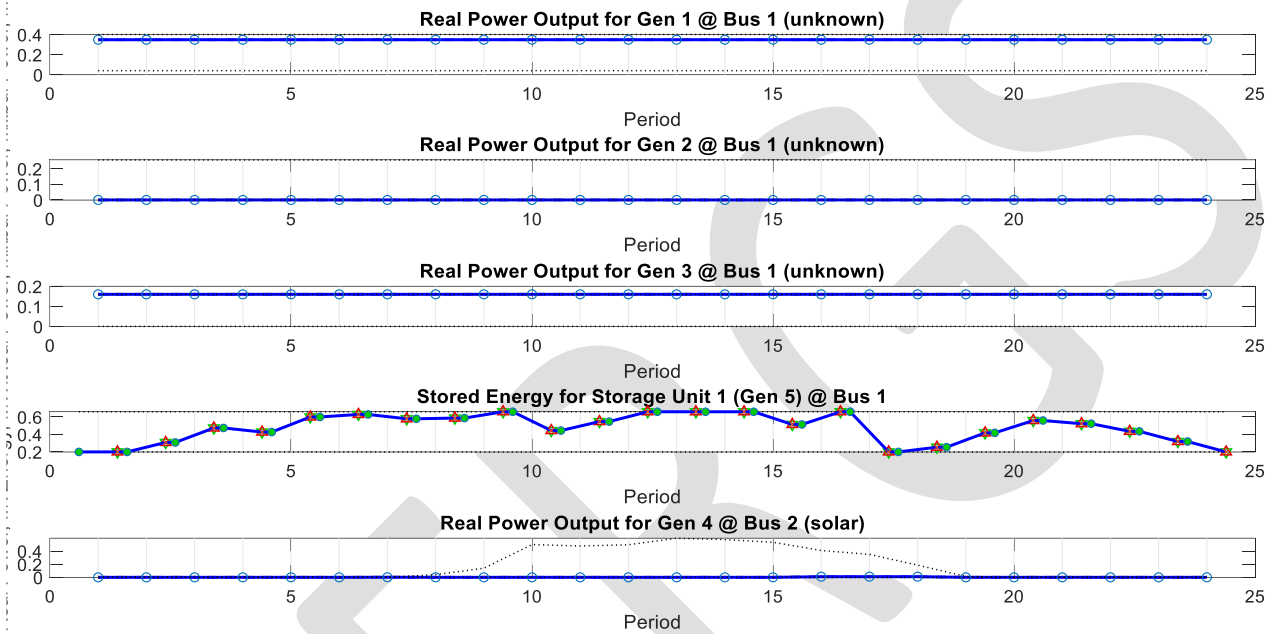 Real Power Output for Gen 1 @ Bus 1 (unknown)
0.4
0.2
0
0 5 10 15 20 25
Period
Real Power Output for Gen 2 @ Bus 1 (unknown)
0.2
0.1
0
0 5 10 15 20 25
Period
Real Power Output for Gen 3 @ Bus 1 (unknown)
0.2
0.1
0
0 5 10 15 20 25
Period
Stored Energy for Storage Unit 1 (Gen 5) @ Bus 1
0.6
0.4
0.2
0 5 10 15 20 25
Period
Real Power Output for Gen 4 @ Bus 2 (solar)
0.4
0.2
0
0 5 10 15 20 25
Period